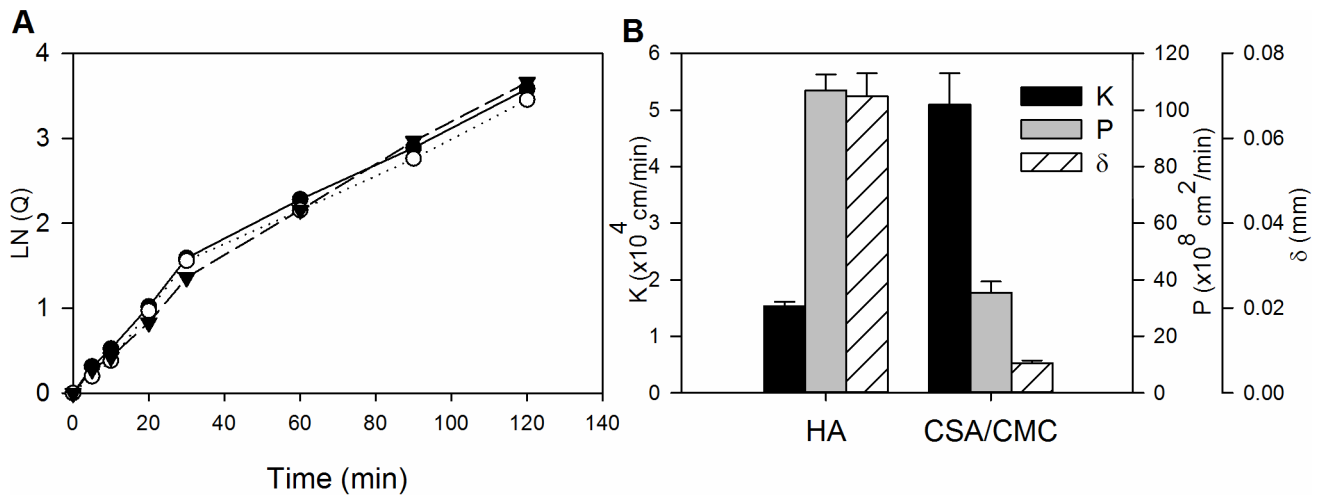 A
4
3
2
1
0
LN (Q)
0 20 40 60 80 100 120 140
Time (min)
B
6
5
4
3
2
1
0
K (x10^4 cm/min)
K
P
δ
HA CSA/CMC
120
100
80
60
40
20
0
P (x10^8 cm^2/min)
0.08
0.06
0.04
0.02
0.00
δ (mm)